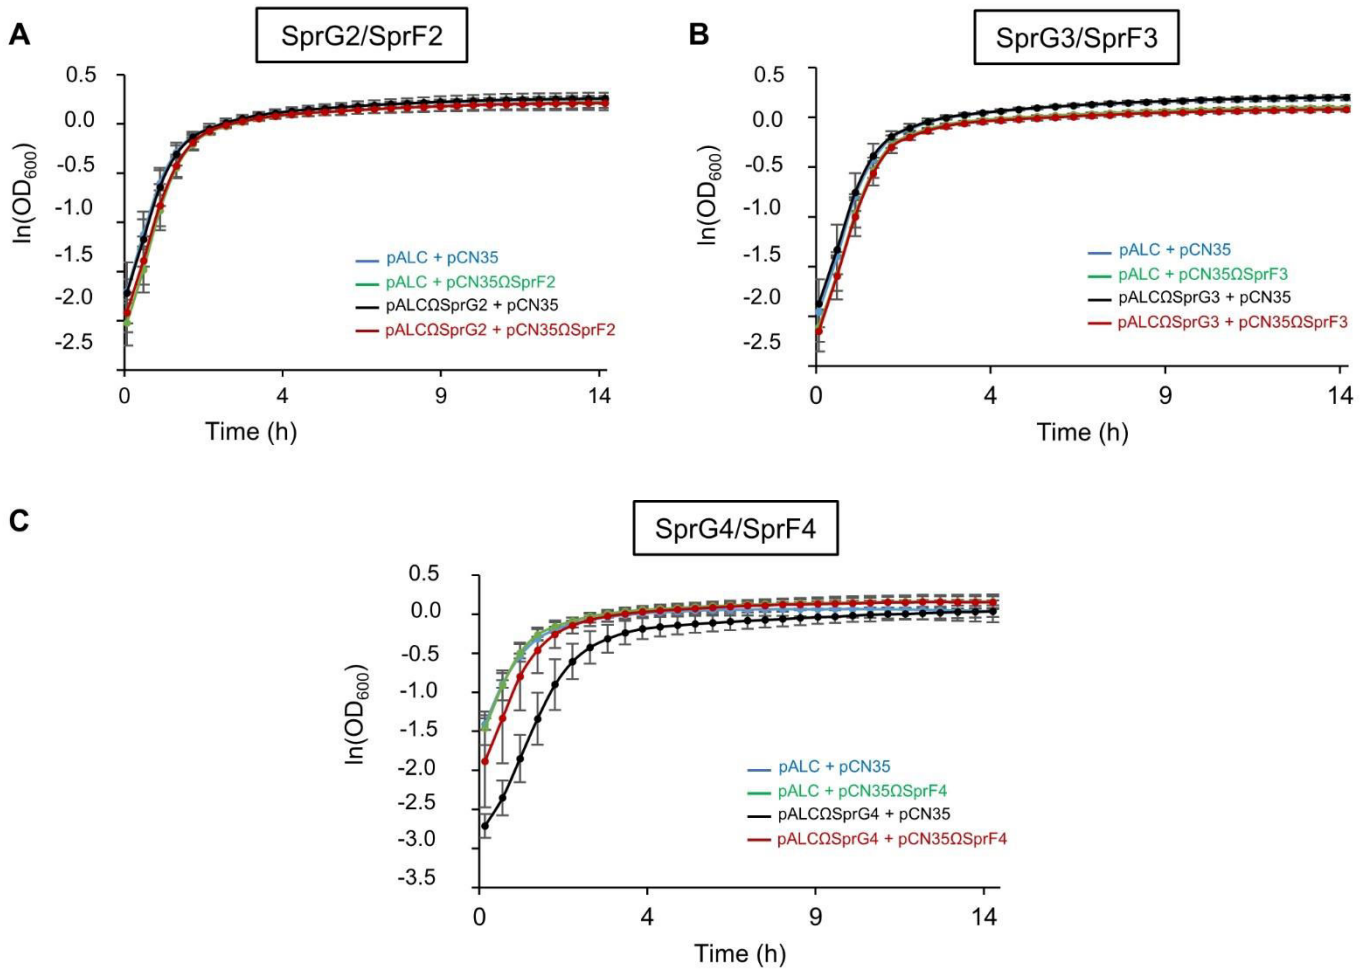 A
SprG2/SprF2
0.5
0.0
-0.5
-1.0
-1.5
-2.0
-2.5
ln(OD600)
pALC + pCN35
pALC + pCN35ΩSprF2
pALCΩSprG2 + pCN35
pALCΩSprG2 + pCN35ΩSprF2
0 4 9 14
Time (h)
B
SprG3/SprF3
0.5
0.0
-0.5
-1.0
-1.5
-2.0
-2.5
ln(OD600)
pALC + pCN35
pALC + pCN35ΩSprF3
pALCΩSprG3 + pCN35
pALCΩSprG3 + pCN35ΩSprF3
0 4 9 14
Time (h)
C
SprG4/SprF4
0.5
0.0
-0.5
-1.0
-1.5
-2.0
-2.5
-3.0
-3.5
ln(OD600)
pALC + pCN35
pALC + pCN35ΩSprF4
pALCΩSprG4 + pCN35
pALCΩSprG4 + pCN35ΩSprF4
0 4 9 14
Time (h)